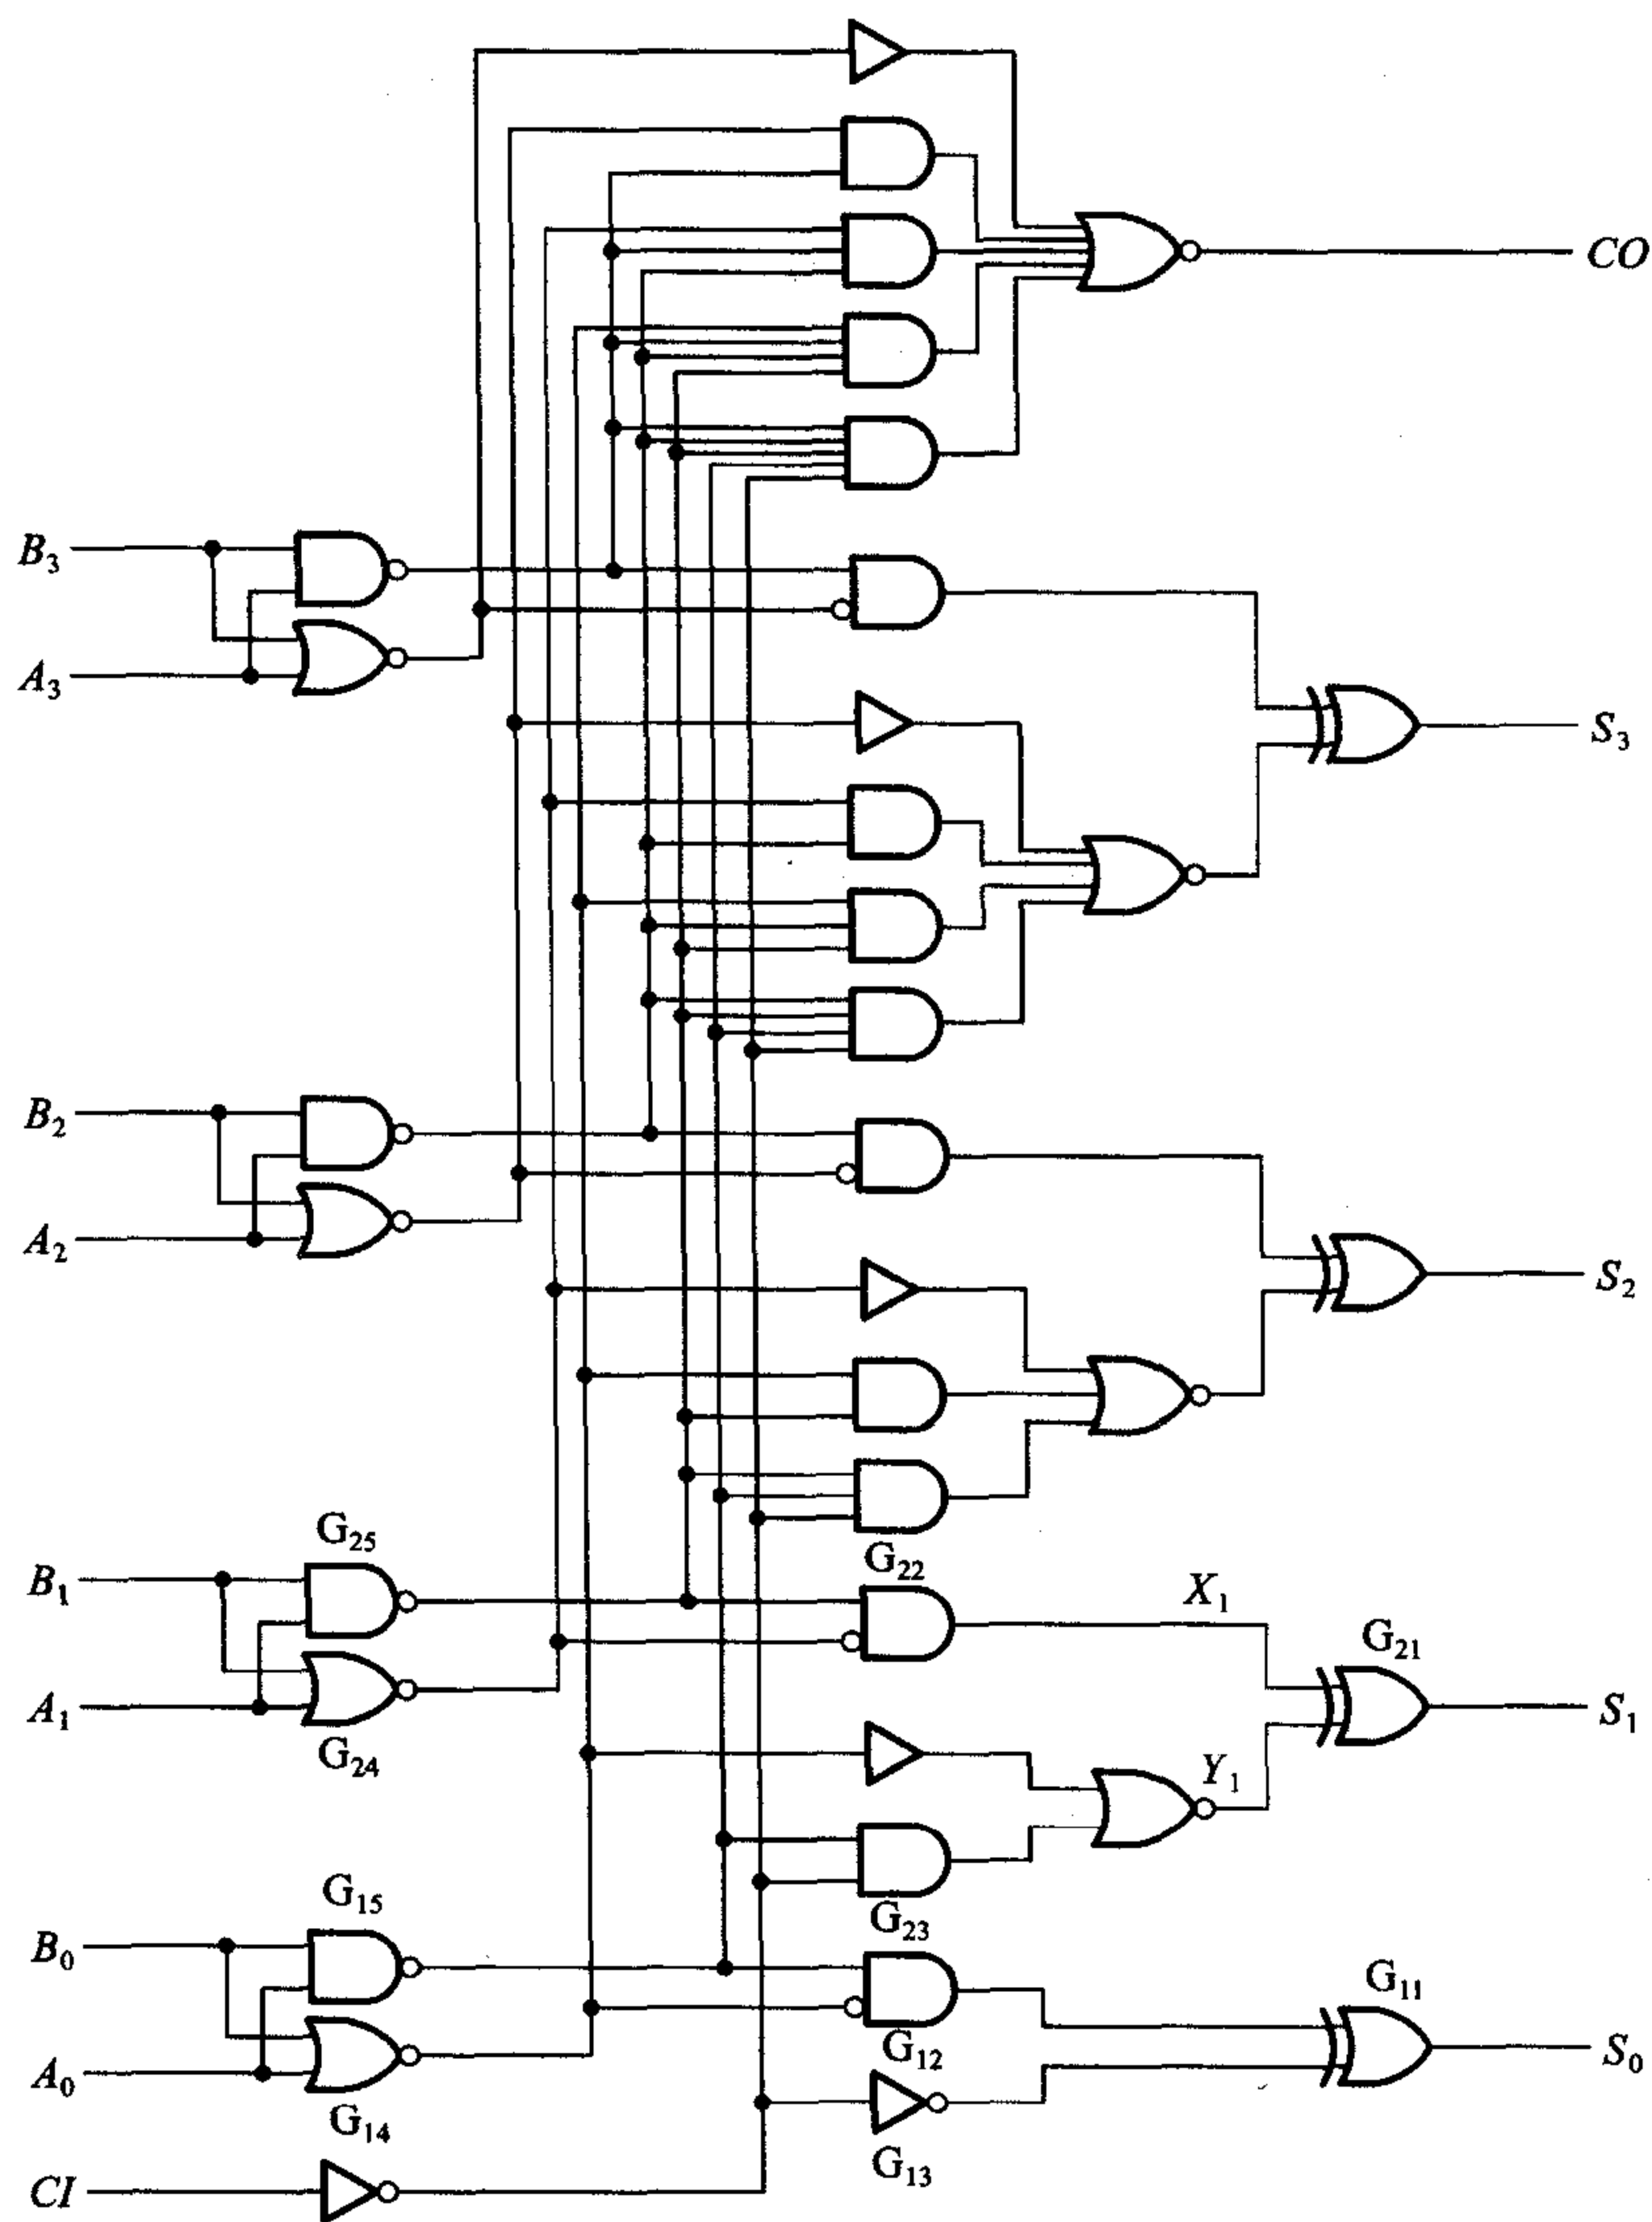 CO
B₃
A₃
S₃
B₂
A₂
S₂
G₂₅
B₁
G₂₂
X₁
G₂₁
A₁
S₁
G₂₄
Y₁
G₁₅
G₂₃
B₀
G₁₁
G₁₂
S₀
A₀
G₁₄
G₁₃
CI